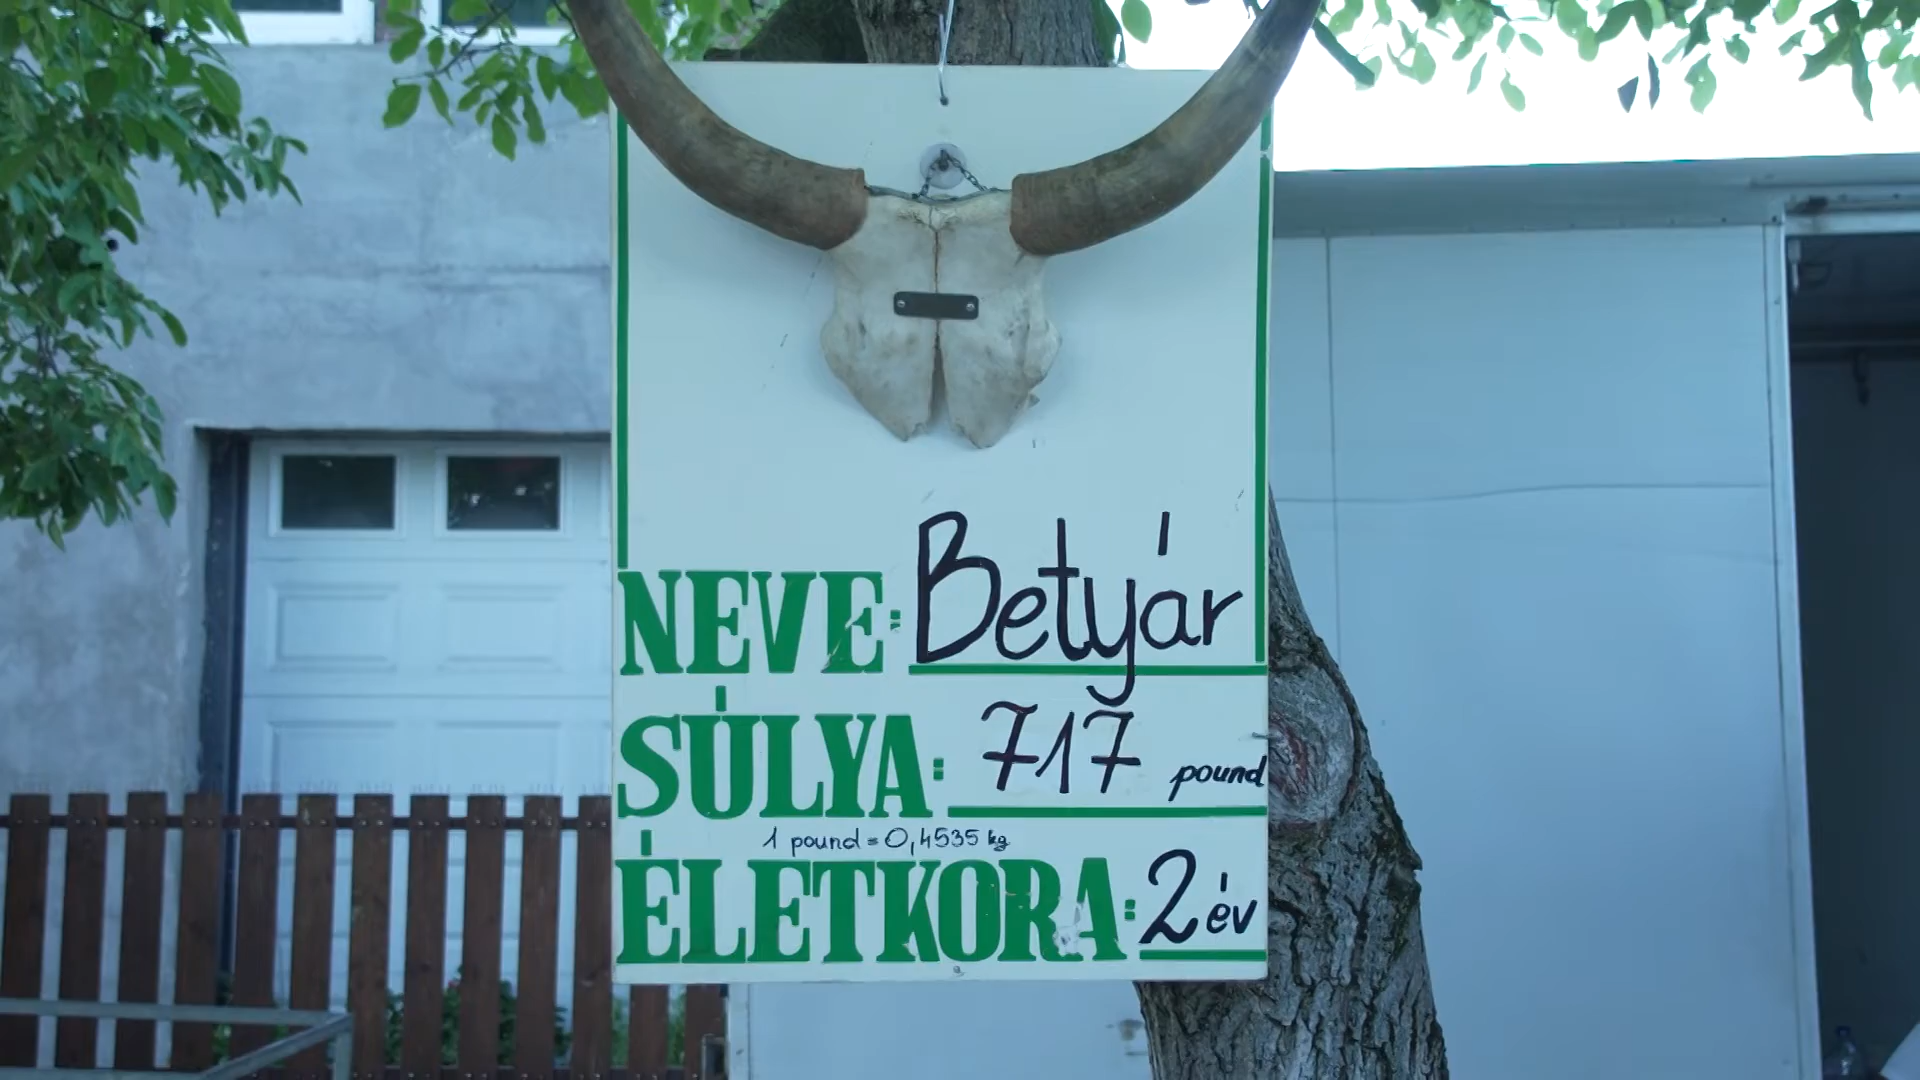 NEVE: Betyár
SÚLYA: 717 pound
1 pound = 0,4535 kg
ÉLETKORA: 2 év